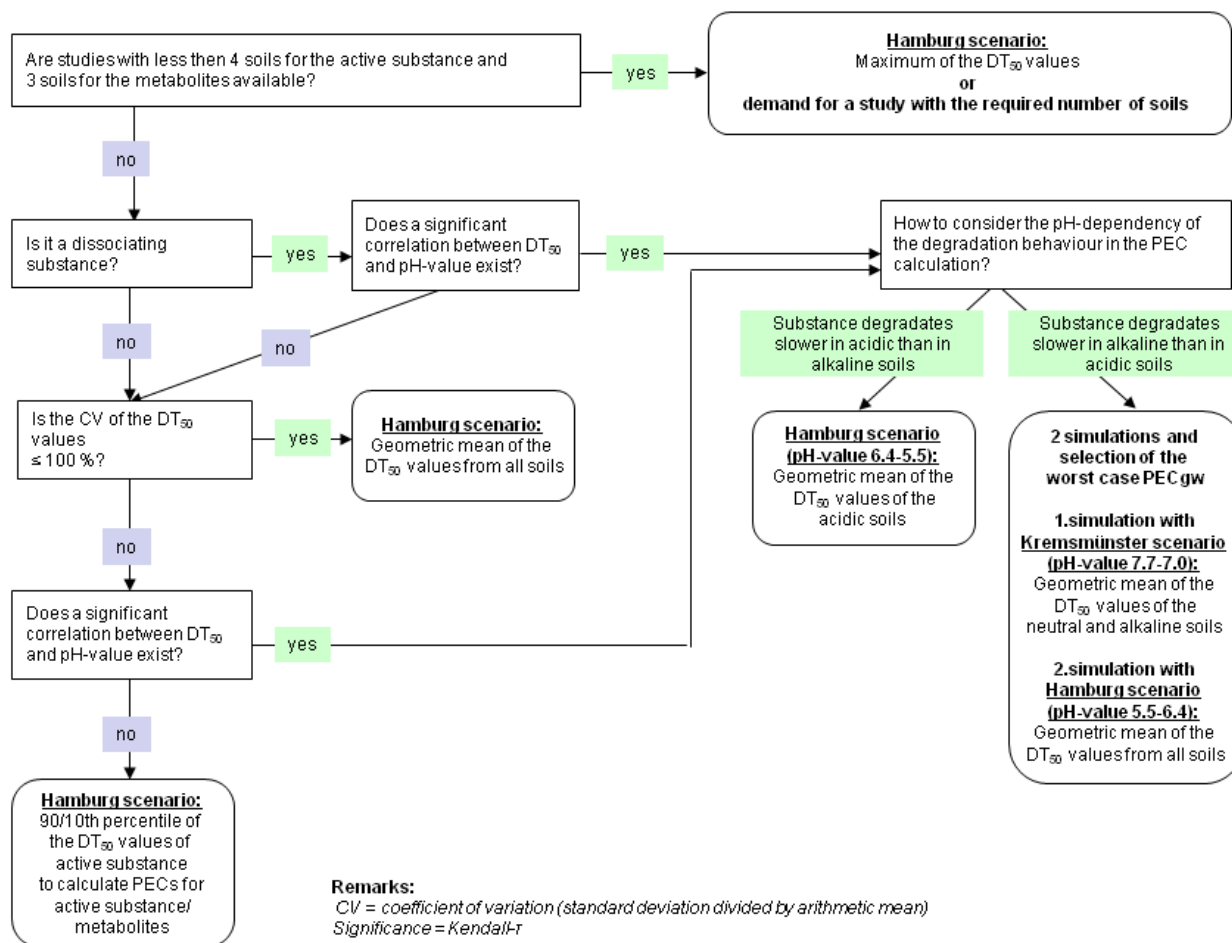 Are studies with less then 4 soils for the active substance and
3 soils for the metabolites available?
yes
Hamburg scenario:
Maximum of the DT50 values
or
demand for a study with the required number of soils
no
Is it a dissociating
substance?
yes
Does a significant
correlation between DT50
and pH-value exist?
yes
How to consider the pH-dependency of
the degradation behaviour in the PEC
calculation?
no
no
Substance degradates
slower in acidic than in
alkaline soils
Substance degradates
slower in alkaline than in
acidic soils
Is the CV of the DT50
values
≤ 100 %?
yes
Hamburg scenario:
Geometric mean of the
DT50 values from all soils
Hamburg scenario
(pH-value 6.4-5.5):
Geometric mean of the
DT50 values of the
acidic soils
2 simulations and
selection of the
worst case PECgw
1.simulation with
Kremsmünster scenario
(pH-value 7.7-7.0):
Geometric mean of the
DT50 values of the
neutral and alkaline soils
2.simulation with
Hamburg scenario
(pH-value 5.5-6.4):
Geometric mean of the
DT50 values from all soils
no
Does a significant
correlation between DT50
and pH-value exist?
yes
no
Hamburg scenario:
90/10th percentile of
the DT50 values of
active substance
to calculate PECs for
active substance/
metabolites
Remarks:
CV = coefficient of variation (standard deviation divided by arithmetic mean)
Significance = Kendall-τ